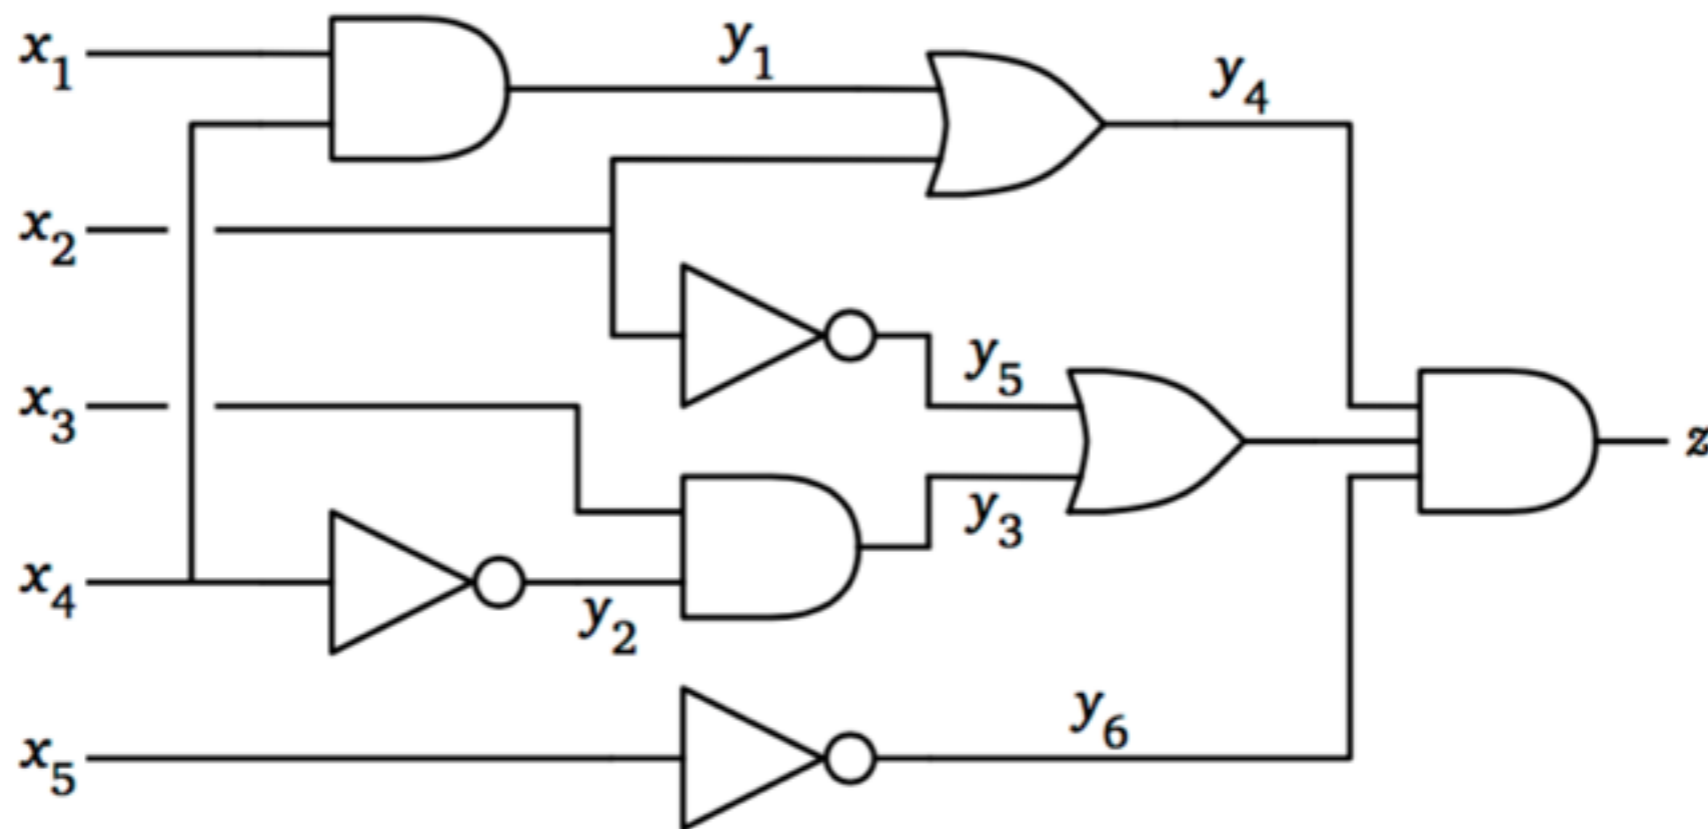 x₁
y₁
y₄
x₂
y₅
x₃
z
y₃
x₄
y₂
y₆
x₅